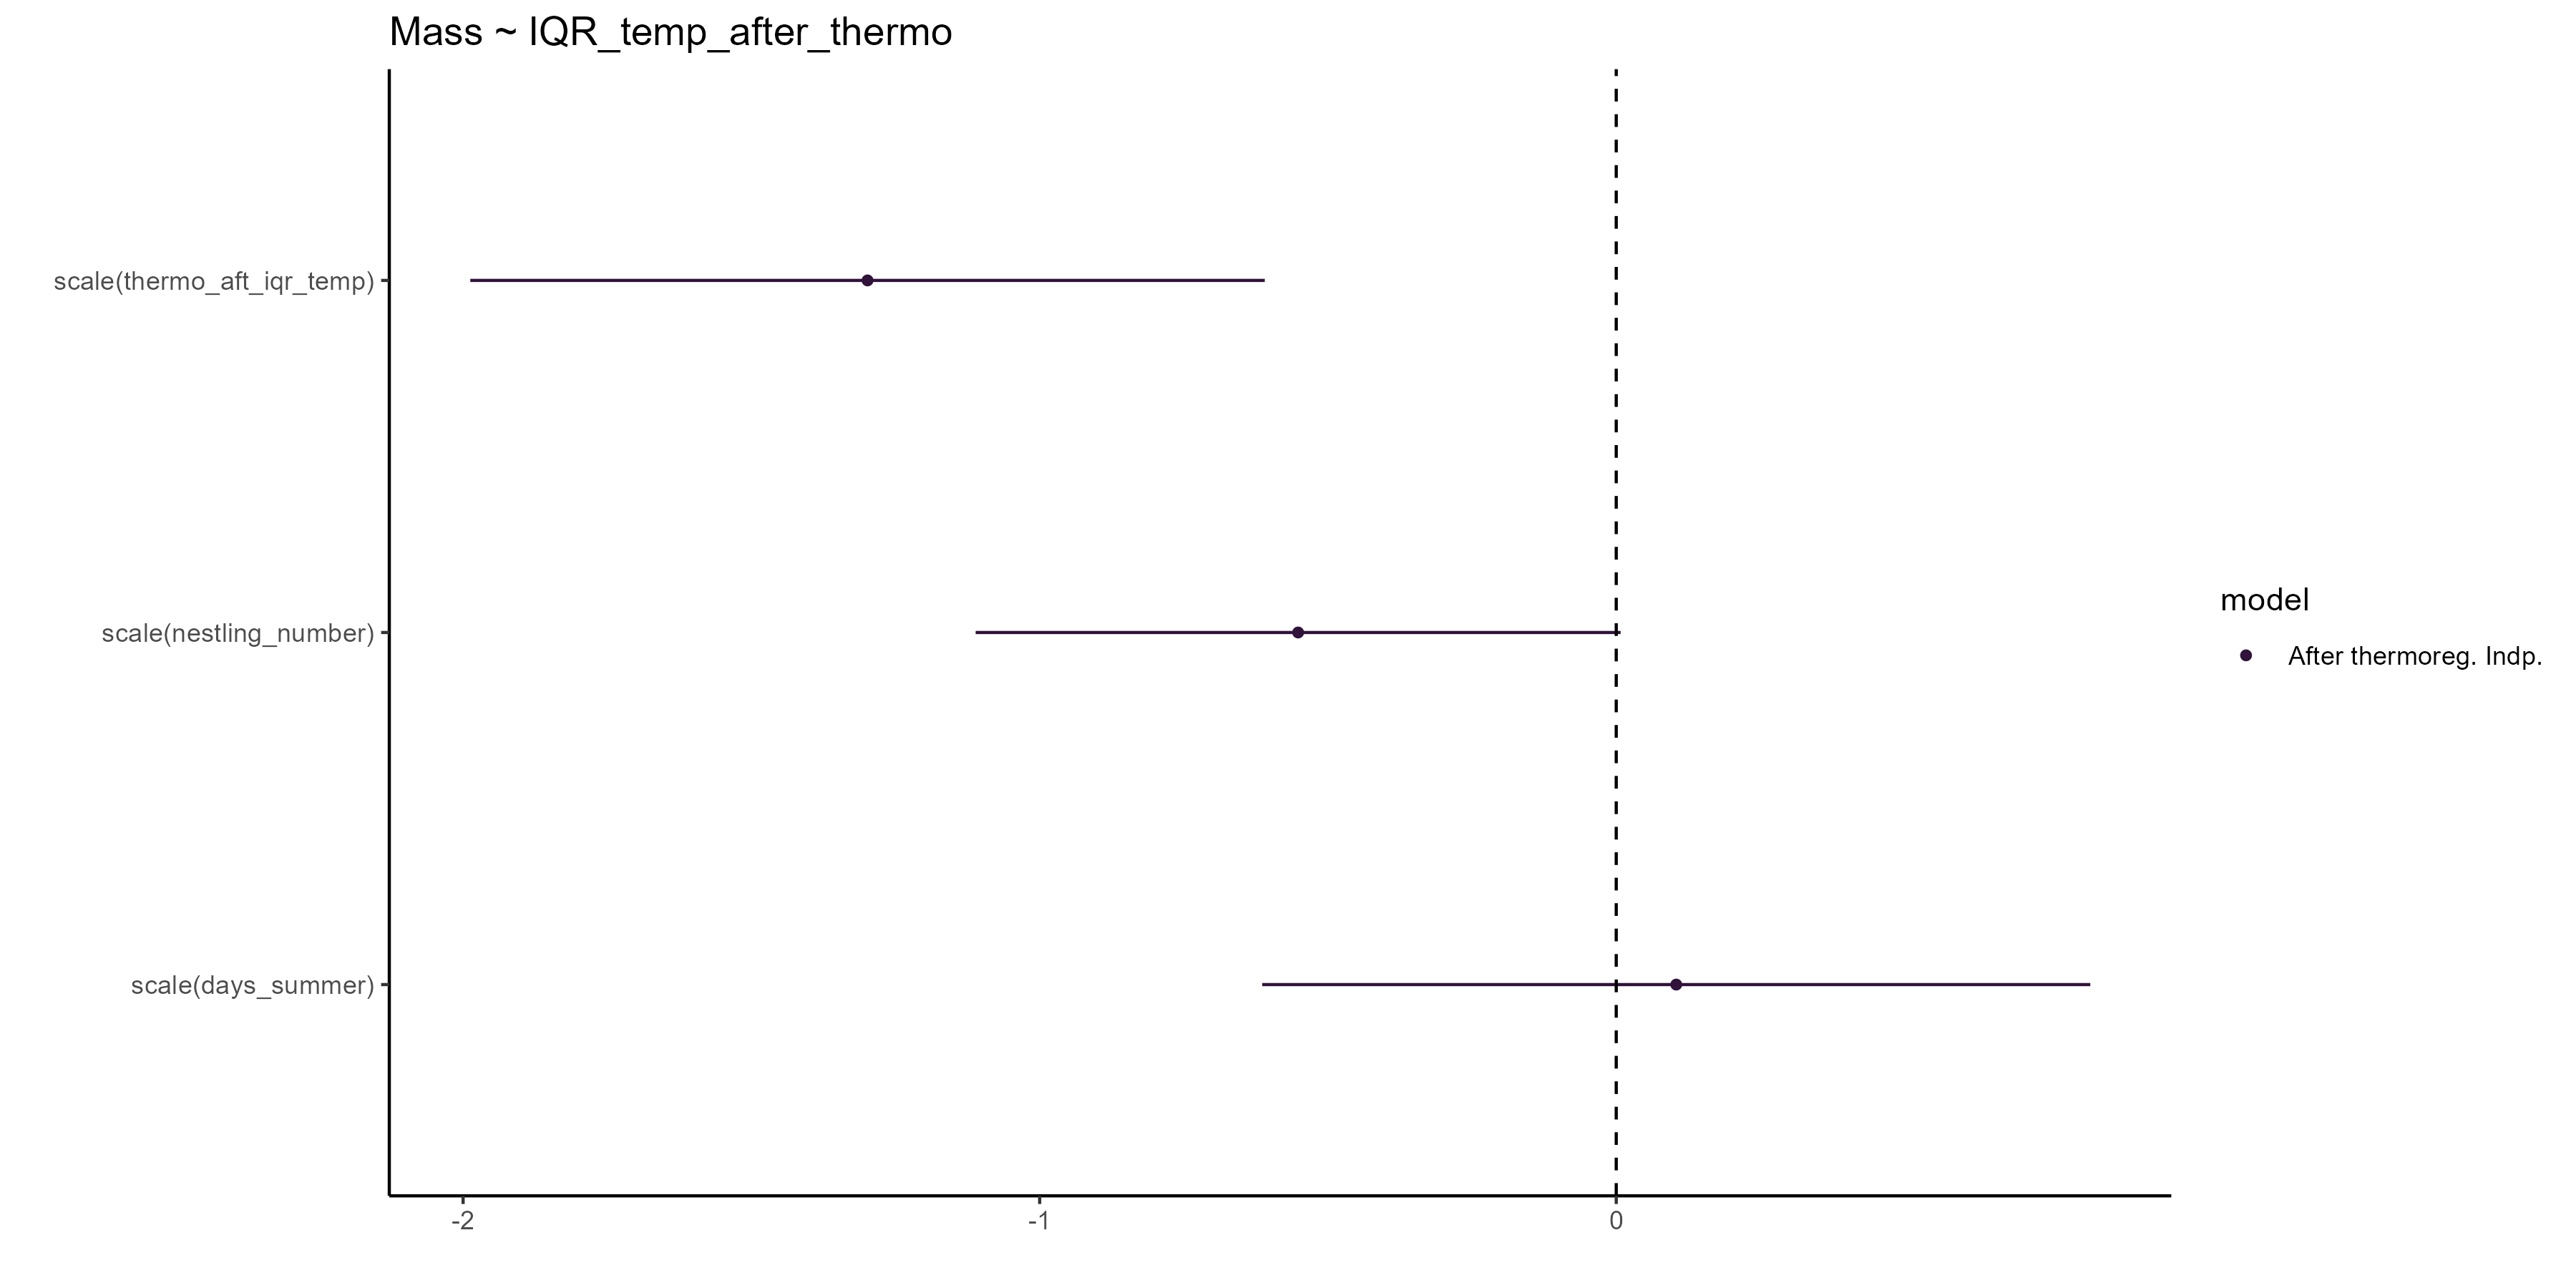 Mass ~ IQR_temp_after_thermo
scale(thermo_aft_iqr_temp)
scale(nestling_number)
scale(days_summer)
-2
-1
0
model
After thermoreg. Indp.